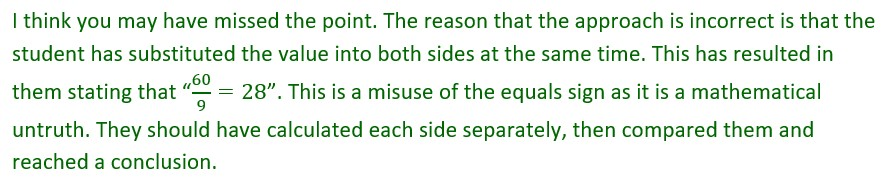 I think you may have missed the point. The reason that the approach is incorrect is that the
student has substituted the value into both sides at the same time. This has resulted in
them stating that “60/9 = 28”. This is a misuse of the equals sign as it is a mathematical
untruth. They should have calculated each side separately, then compared them and
reached a conclusion.